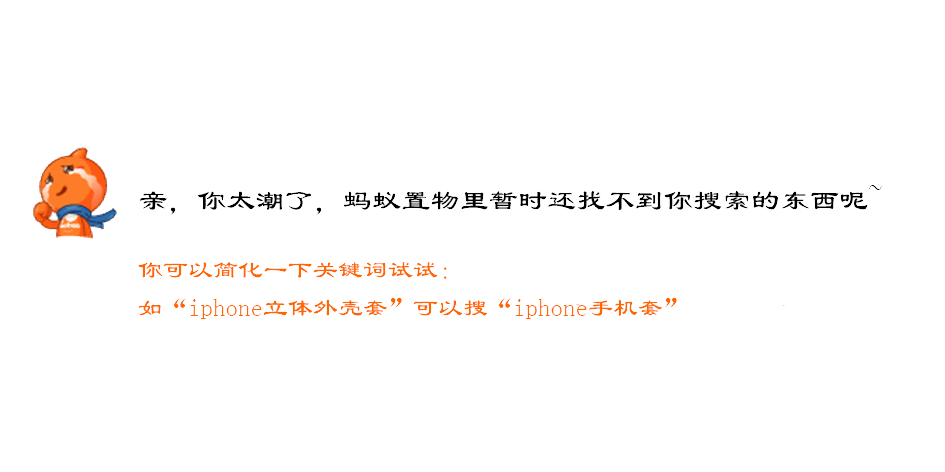 亲，你太潮了，蚂蚁置物里暂时还找不到你搜索的东西呢~
你可以简化一下关键词试试：
如“iphone立体外壳套”可以搜“iphone手机套”